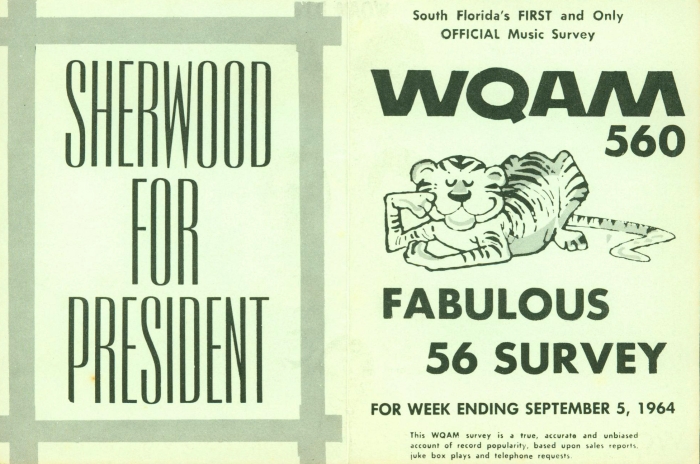 SHERWOOD
FOR
PRESIDENT
South Florida's FIRST and Only
OFFICIAL Music Survey
WQAM
560
FABULOUS
56 SURVEY
FOR WEEK ENDING SEPTEMBER 5, 1964
This WQAM survey is a true, accurate and unbiased
account of record popularity, based upon sales reports,
juke box plays and telephone requests.